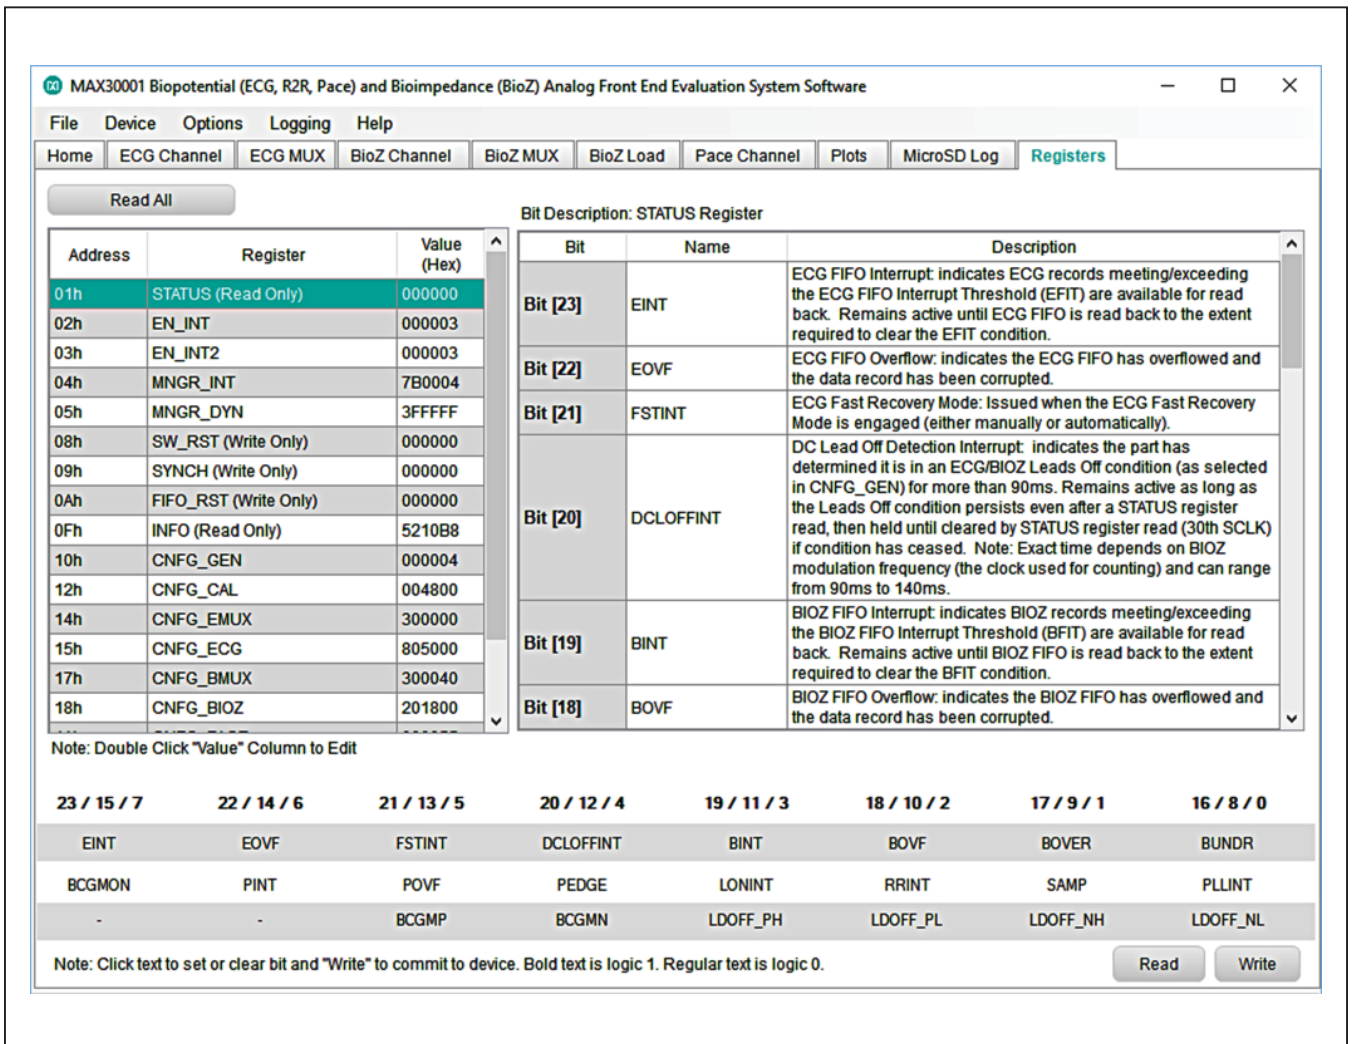 MAX30001 Biopotential (ECG, R2R, Pace) and Bioimpedance (BioZ) Analog Front End Evaluation System Software
File Device Options Logging Help
Home ECG Channel ECG MUX BioZ Channel BioZ MUX BioZ Load Pace Channel Plots MicroSD Log Registers
Read All
Address Register Value (Hex)
01h STATUS (Read Only) 000000
02h EN_INT 000003
03h EN_INT2 000003
04h MNGR_INT 7B0004
05h MNGR_DYN 3FFFFF
08h SW_RST (Write Only) 000000
09h SYNCH (Write Only) 000000
0Ah FIFO_RST (Write Only) 000000
0Fh INFO (Read Only) 5210B8
10h CNFG_GEN 000004
12h CNFG_CAL 004800
14h CNFG_EMUX 300000
15h CNFG_ECG 805000
17h CNFG_BMUX 300040
18h CNFG_BIOZ 201800
Note: Double Click "Value" Column to Edit
Bit Description: STATUS Register
Bit Name Description
Bit [23] EINT
ECG FIFO Interrupt: indicates ECG records meeting/exceeding
the ECG FIFO Interrupt Threshold (EFIT) are available for read
back. Remains active until ECG FIFO is read back to the extent
required to clear the EFIT condition.
Bit [22] EOVF
ECG FIFO Overflow: indicates the ECG FIFO has overflowed and
the data record has been corrupted.
Bit [21] FSTINT
ECG Fast Recovery Mode: Issued when the ECG Fast Recovery
Mode is engaged (either manually or automatically).
Bit [20] DCLOFFINT
DC Lead Off Detection Interrupt: indicates the part has
determined it is in an ECG/BIOZ Leads Off condition (as selected
in CNFG_GEN) for more than 90ms. Remains active as long as
the Leads Off condition persists even after a STATUS register
read, then held until cleared by STATUS register read (30th SCLK)
if condition has ceased. Note: Exact time depends on BIOZ
modulation frequency (the clock used for counting) and can range
from 90ms to 140ms.
Bit [19] BINT
BIOZ FIFO Interrupt: indicates BIOZ records meeting/exceeding
the BIOZ FIFO Interrupt Threshold (BFIT) are available for read
back. Remains active until BIOZ FIFO is read back to the extent
required to clear the BFIT condition.
Bit [18] BOVF
BIOZ FIFO Overflow: indicates the BIOZ FIFO has overflowed and
the data record has been corrupted.
23 / 15 / 7 22 / 14 / 6 21 / 13 / 5 20 / 12 / 4 19 / 11 / 3 18 / 10 / 2 17 / 9 / 1 16 / 8 / 0
EINT EOVF FSTINT DCLOFFINT BINT BOVF BOVER BUNDR
BCGMON PINT POVF PEDGE LONINT RRINT SAMP PLLINT
- - BCGMP BCGMN LDOFF_PH LDOFF_PL LDOFF_NH LDOFF_NL
Note: Click text to set or clear bit and "Write" to commit to device. Bold text is logic 1. Regular text is logic 0.
Read Write